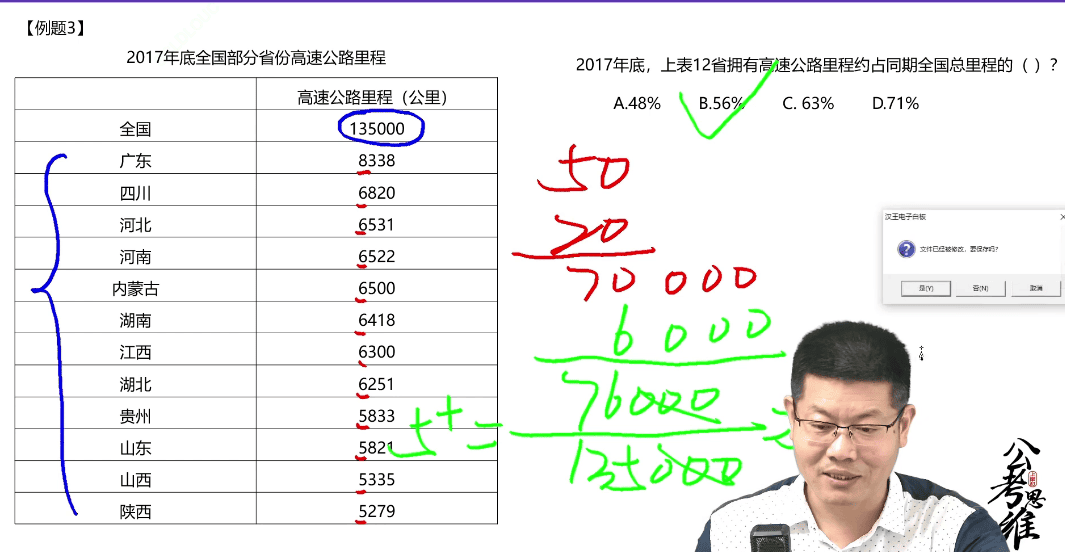 【例题3】
2017年底全国部分省份高速公路里程
高速公路里程（公里）
全国 135000
广东 8338
四川 6820
河北 6531
河南 6522
内蒙古 6500
湖南 6418
江西 6300
湖北 6251
贵州 5833
山东 5821
山西 5335
陕西 5279
2017年底，上表12省拥有高速公路里程约占同期全国总里程的（ ）？
A.48% B.56% C. 63% D.71%
50
20
70 000
6000
5+ = 76000
135000
汉王电子白板
文件已经被修改，要保存吗?
是(Y) 否(N) 取消
公考思维